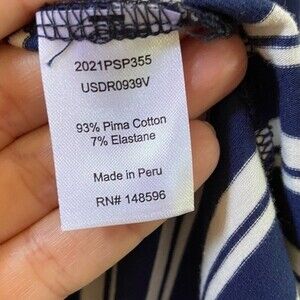 2021PSP355
USDR0939V
93% Pima Cotton
7% Elastane
Made in Peru
RN# 148596